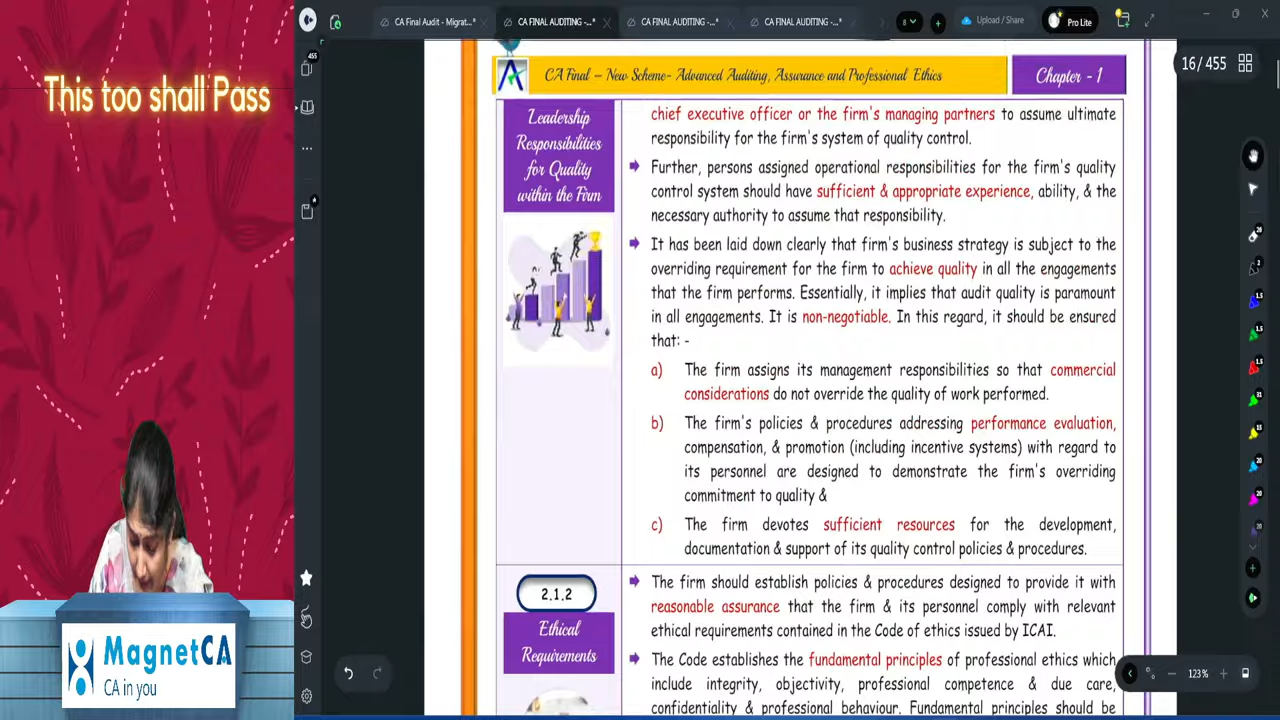 This too shall Pass
MagnetCA
CA in you
CA Final Audit - Migrat...*
CA FINAL AUDITING -...*
CA FINAL AUDITING -...*
CA FINAL AUDITING -...*
8
Upload / Share
Pro Lite
455
16 / 455
CA Final – New Scheme- Advanced Auditing, Assurance and Professional Ethics
Chapter - 1
Leadership
Responsibilities
for Quality
within the Firm
chief executive officer or the firm's managing partners to assume ultimate
responsibility for the firm's system of quality control.
Further, persons assigned operational responsibilities for the firm's quality
control system should have sufficient & appropriate experience, ability, & the
necessary authority to assume that responsibility.
It has been laid down clearly that firm's business strategy is subject to the
overriding requirement for the firm to achieve quality in all the engagements
that the firm performs. Essentially, it implies that audit quality is paramount
in all engagements. It is non-negotiable. In this regard, it should be ensured
that: -
a) The firm assigns its management responsibilities so that commercial
considerations do not override the quality of work performed.
b) The firm's policies & procedures addressing performance evaluation,
compensation, & promotion (including incentive systems) with regard to
its personnel are designed to demonstrate the firm's overriding
commitment to quality &
c) The firm devotes sufficient resources for the development,
documentation & support of its quality control policies & procedures.
2.1.2
Ethical
Requirements
The firm should establish policies & procedures designed to provide it with
reasonable assurance that the firm & its personnel comply with relevant
ethical requirements contained in the Code of ethics issued by ICAI.
The Code establishes the fundamental principles of professional ethics which
include integrity, objectivity, professional competence & due care,
confidentiality & professional behaviour. Fundamental principles should be
123%